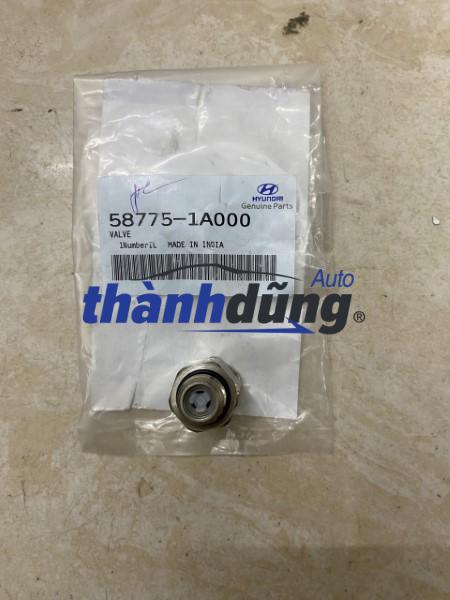 HYUNDAI
Genuine Parts
58775-1A000
VALVE
1NumberIL MADE IN INDIA
Auto
thànhdũng®